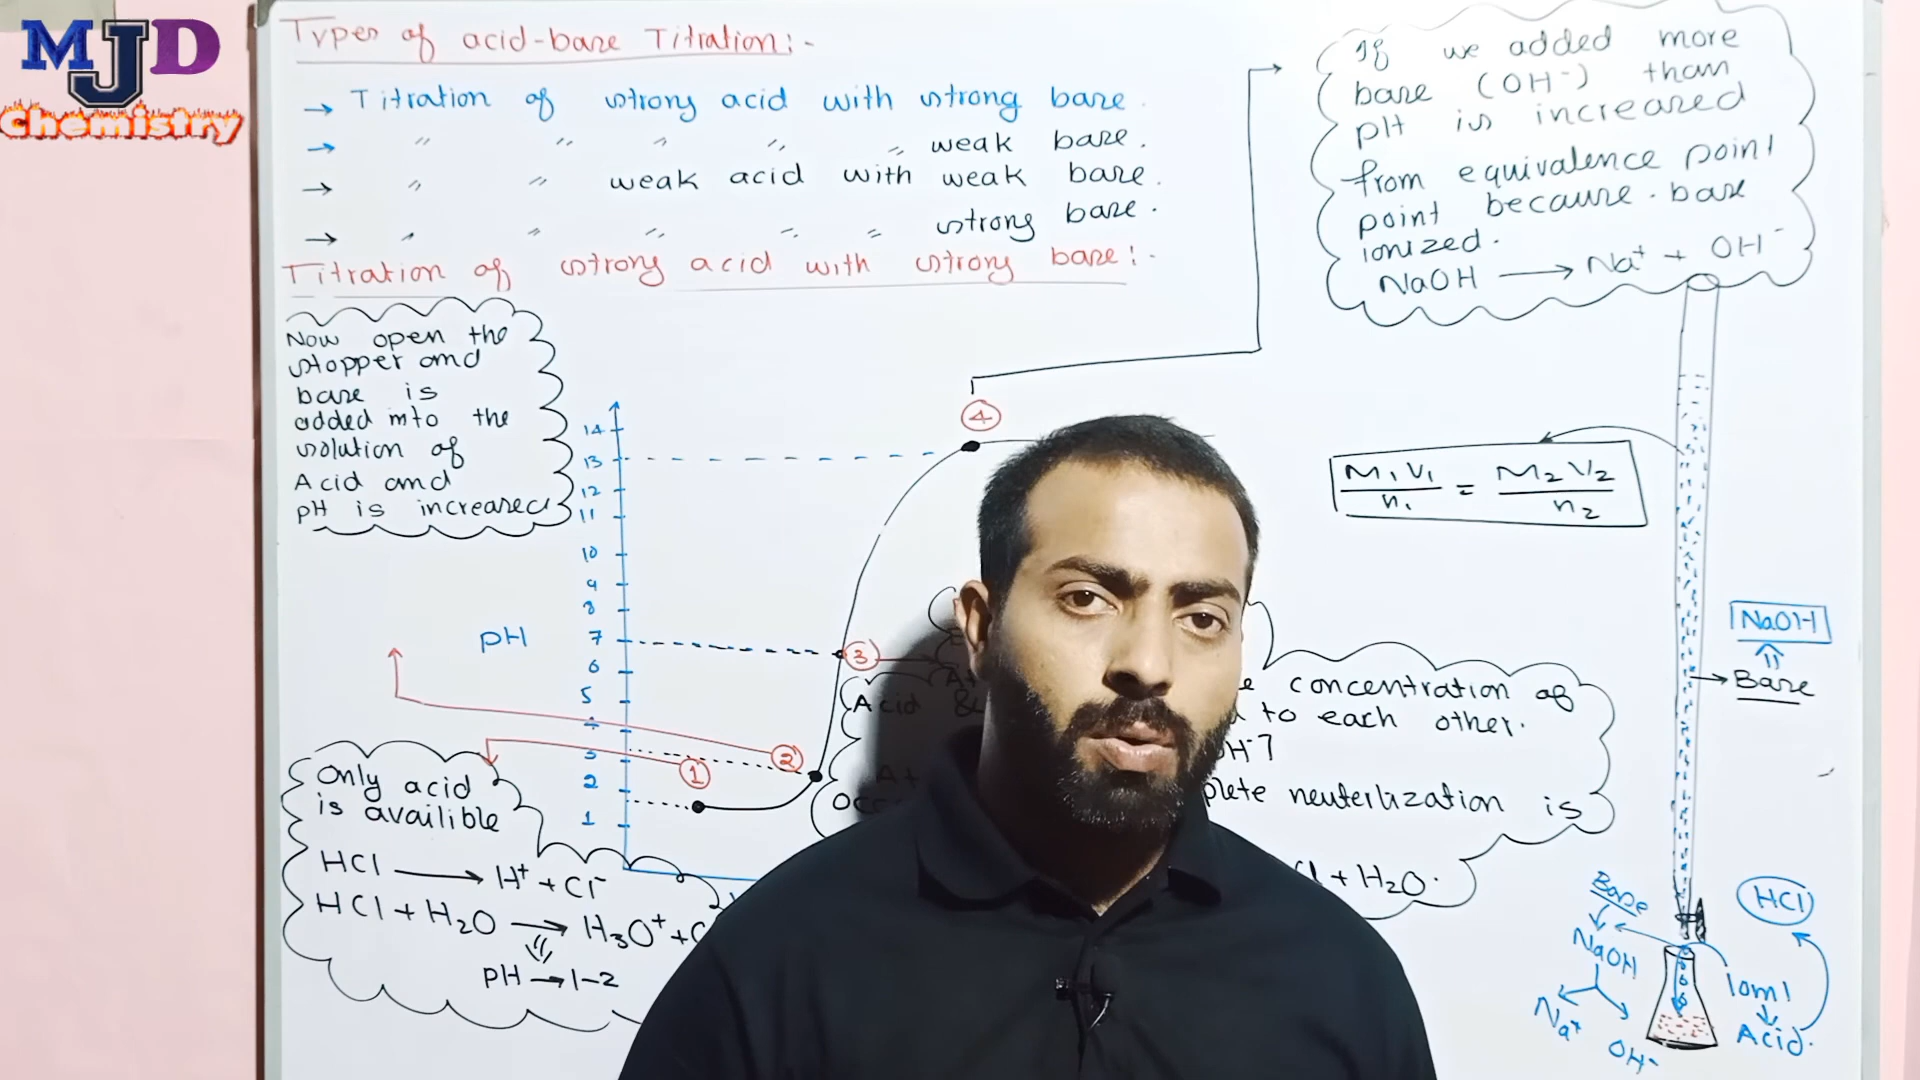 MJD
Chemistry
Types of acid-base Titration:-
→ Titration of strong acid with strong base.
→ " " " " " weak base.
→ " " weak acid with weak base.
→ " " " " " strong base.
Titration of strong acid with strong base:-
Now open the
stopper and
base is
added into the
solution of
Acid and
pH is increased
14
13
12
11
10
9
8
7
6
5
4
3
2
1
pH
1
2
3
4
Only acid
is availible
HCl → H+ + Cl-
HCl + H2O → H3O+ +
pH → 1-2
If we added more
base (OH-) than
pH is increased
from equivalence point
point because. base
ionized.
NaOH → Na+ + OH-
M1V1/n1 = M2V2/n2
Acid &
concentration of
to each other.
At
plete neuterlization is
+ H2O.
NaOH
Base
Base
NaOH
Na+
OH-
HCl
10ml
Acid.